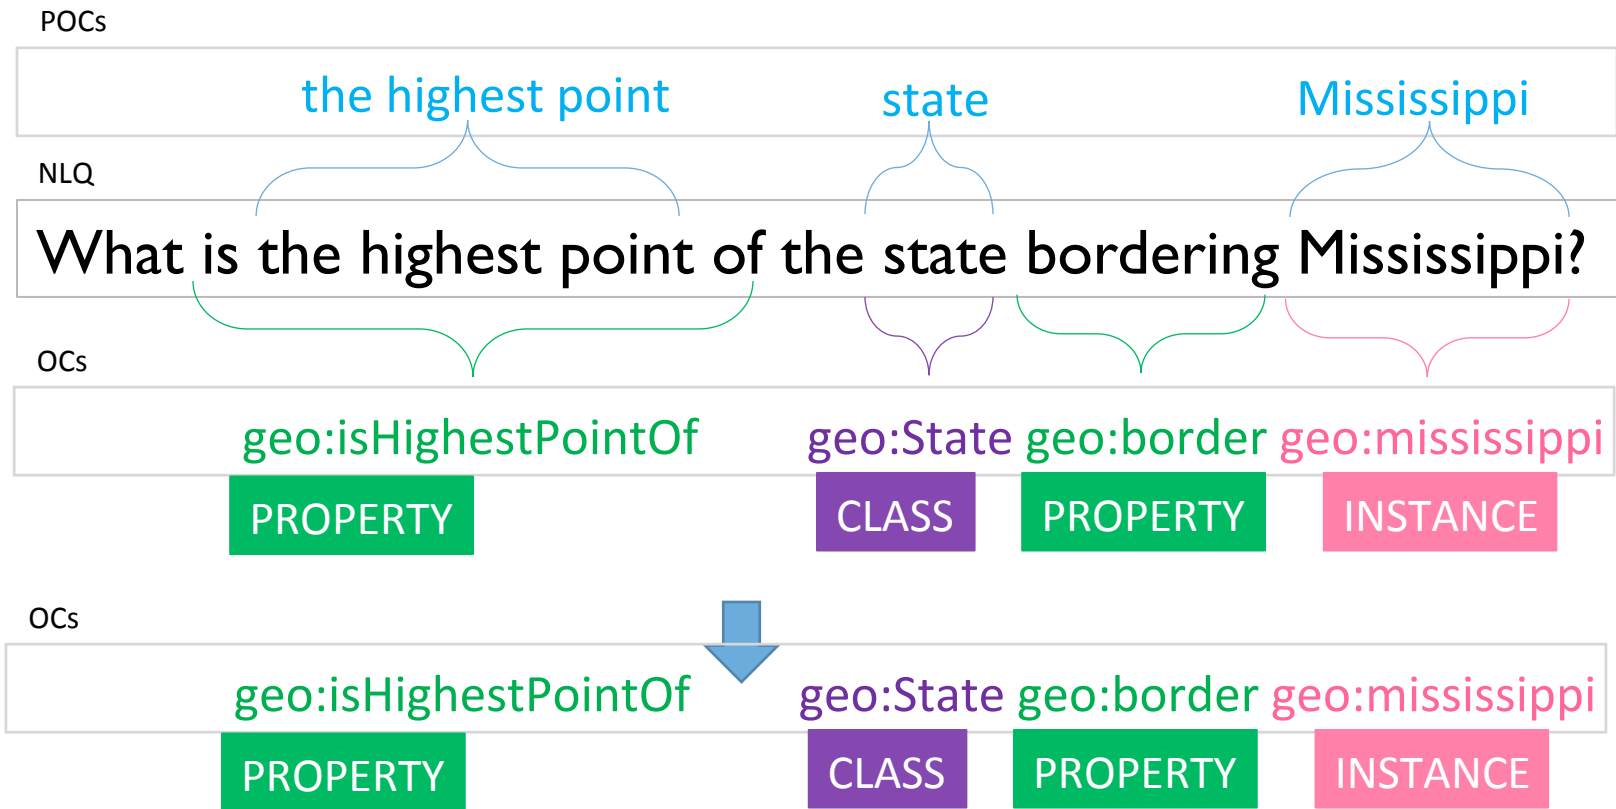 POCs
the highest point state Mississippi
NLQ
What is the highest point of the state bordering Mississippi?
OCs
geo:isHighestPointOf geo:State geo:border geo:mississippi
PROPERTY CLASS PROPERTY INSTANCE
OCs
geo:isHighestPointOf geo:State geo:border geo:mississippi
PROPERTY CLASS PROPERTY INSTANCE